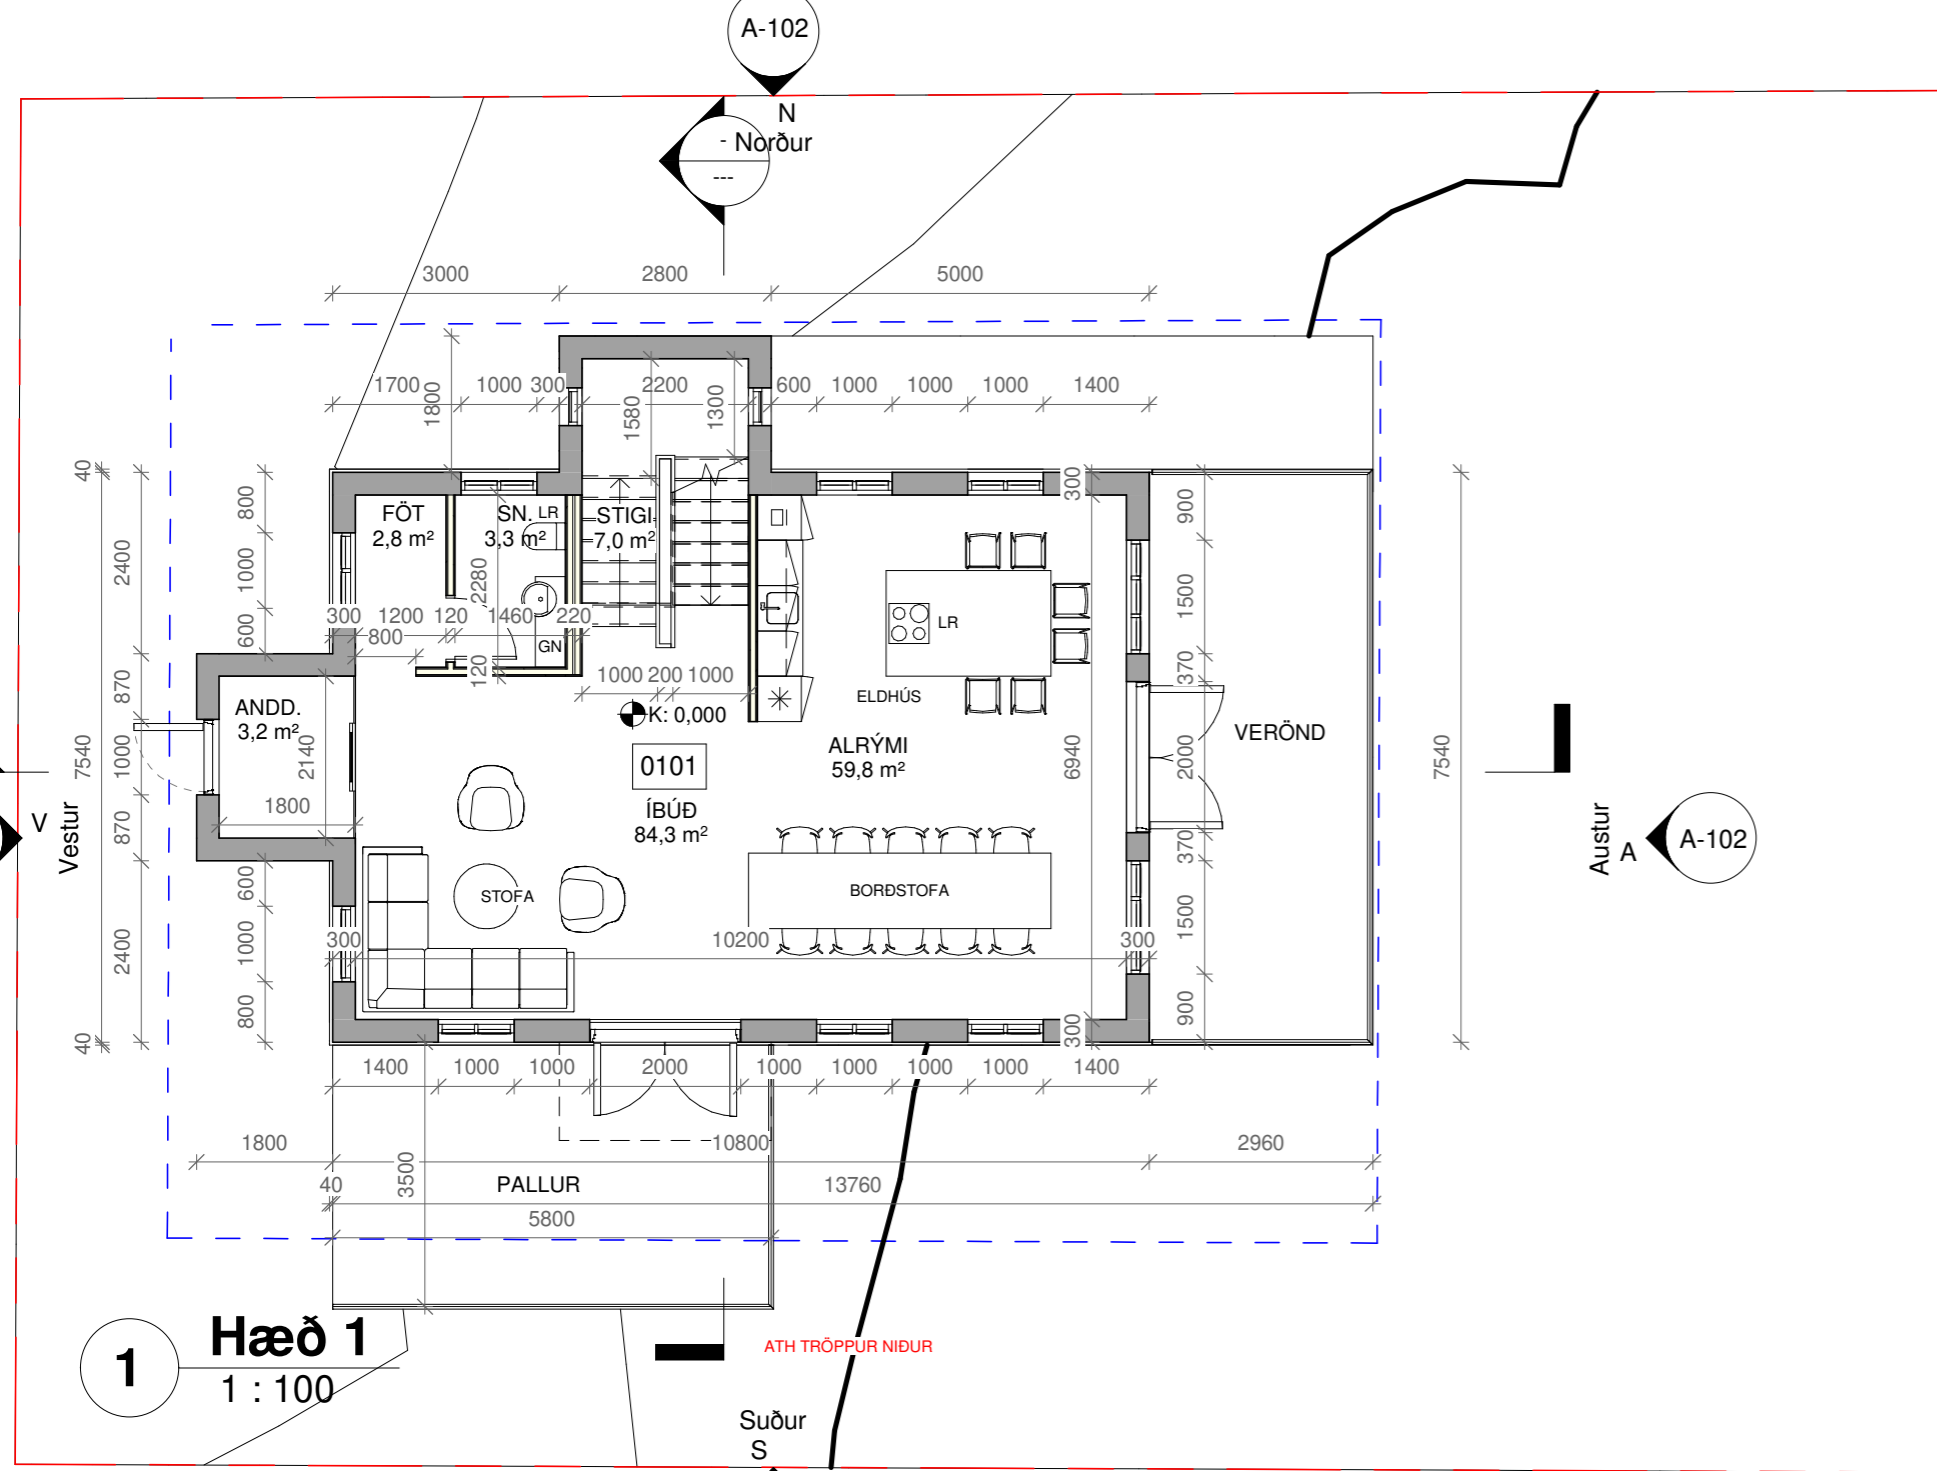 A-102
N
- Norður
---
3000
2800
5000
1700
1000
300
2200
600
1000
1000
1000
1400
1800
1580
1300
40
800
2400
1000
600
870
7540
1000
870
2400
600
1000
800
40
FÖT
2,8 m²
SN.
3,3 m²
LR
STIGI
7,0 m²
300
900
2280
1500
300
1200
120
1460
220
800
GN
120
LR
1000
200
1000
370
ELDHÚS
K: 0,000
ANDD.
3,2 m²
2140
1800
0101
ÍBÚÐ
84,3 m²
ALRÝMI
59,8 m²
6940
2000
VERÖND
7540
V
Vestur
Austur
A
A-102
370
STOFA
BORÐSTOFA
1500
300
10200
300
900
300
1400
1000
1000
2000
1000
1000
1000
1000
1400
1800
10800
2960
3500
40
PALLUR
13760
5800
1
Hæð 1
1 : 100
ATH TRÖPPUR NIÐUR
Suður
S